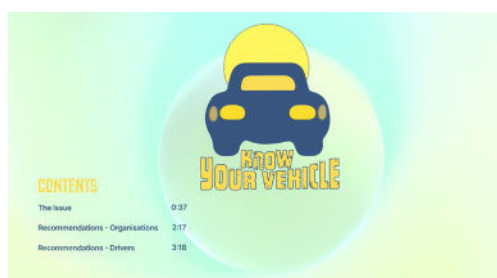 KNOW
YOUR VEHICLE
CONTENTS
The Issue 0:37
Recommendations - Organisations 2:17
Recommendations - Drivers 3:18